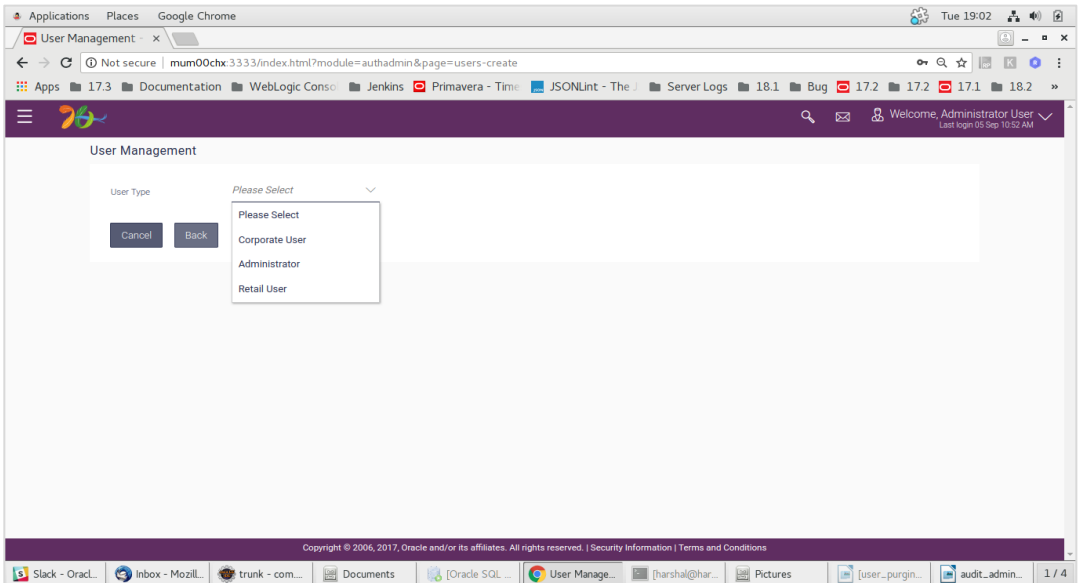 Applications Places Google Chrome Tue 19:02
User Management -
Not secure | mum00chx:3333/index.html?module=authadmin&page=users-create
Apps 17.3 Documentation WebLogic Conso Jenkins Primavera - Time JSONLint - The J Server Logs 18.1 Bug 17.2 17.2 17.1 18.2 »
Welcome, Administrator User
Last login 05 Sep 10:52 AM
User Management
User Type Please Select
Please Select
Corporate User
Administrator
Retail User
Cancel Back
Copyright © 2006, 2017, Oracle and/or its affiliates. All rights reserved. | Security Information | Terms and Conditions
Slack - Oracl... Inbox - Mozill... trunk - com.... Documents [Oracle SQL ... User Manage... [harshal@har... Pictures [user_purgin... audit_admin... 1 / 4